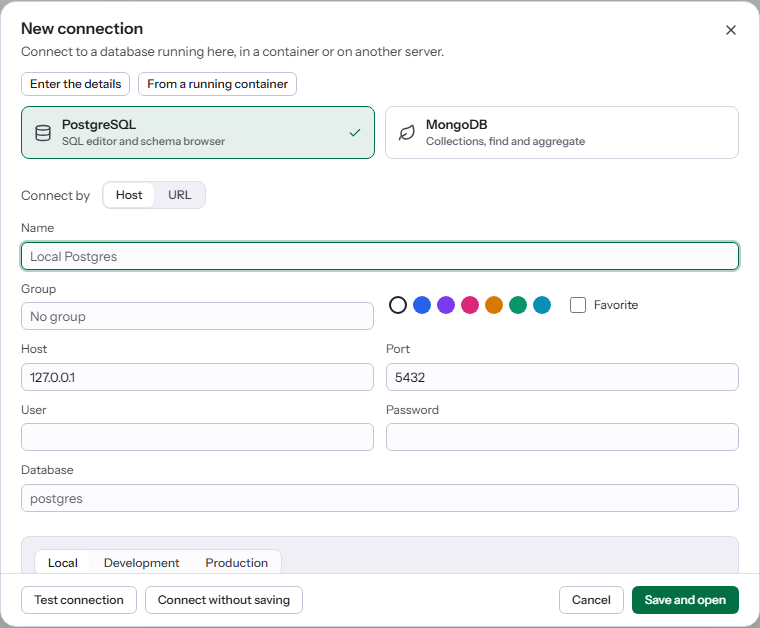 New connection
Connect to a database running here, in a container or on another server.
Enter the details
From a running container
PostgreSQL
SQL editor and schema browser
MongoDB
Collections, find and aggregate
Connect by
Host
URL
Name
Local Postgres
Group
No group
Favorite
Host
Port
127.0.0.1
5432
User
Password
Database
postgres
Local
Development
Production
Test connection
Connect without saving
Cancel
Save and open